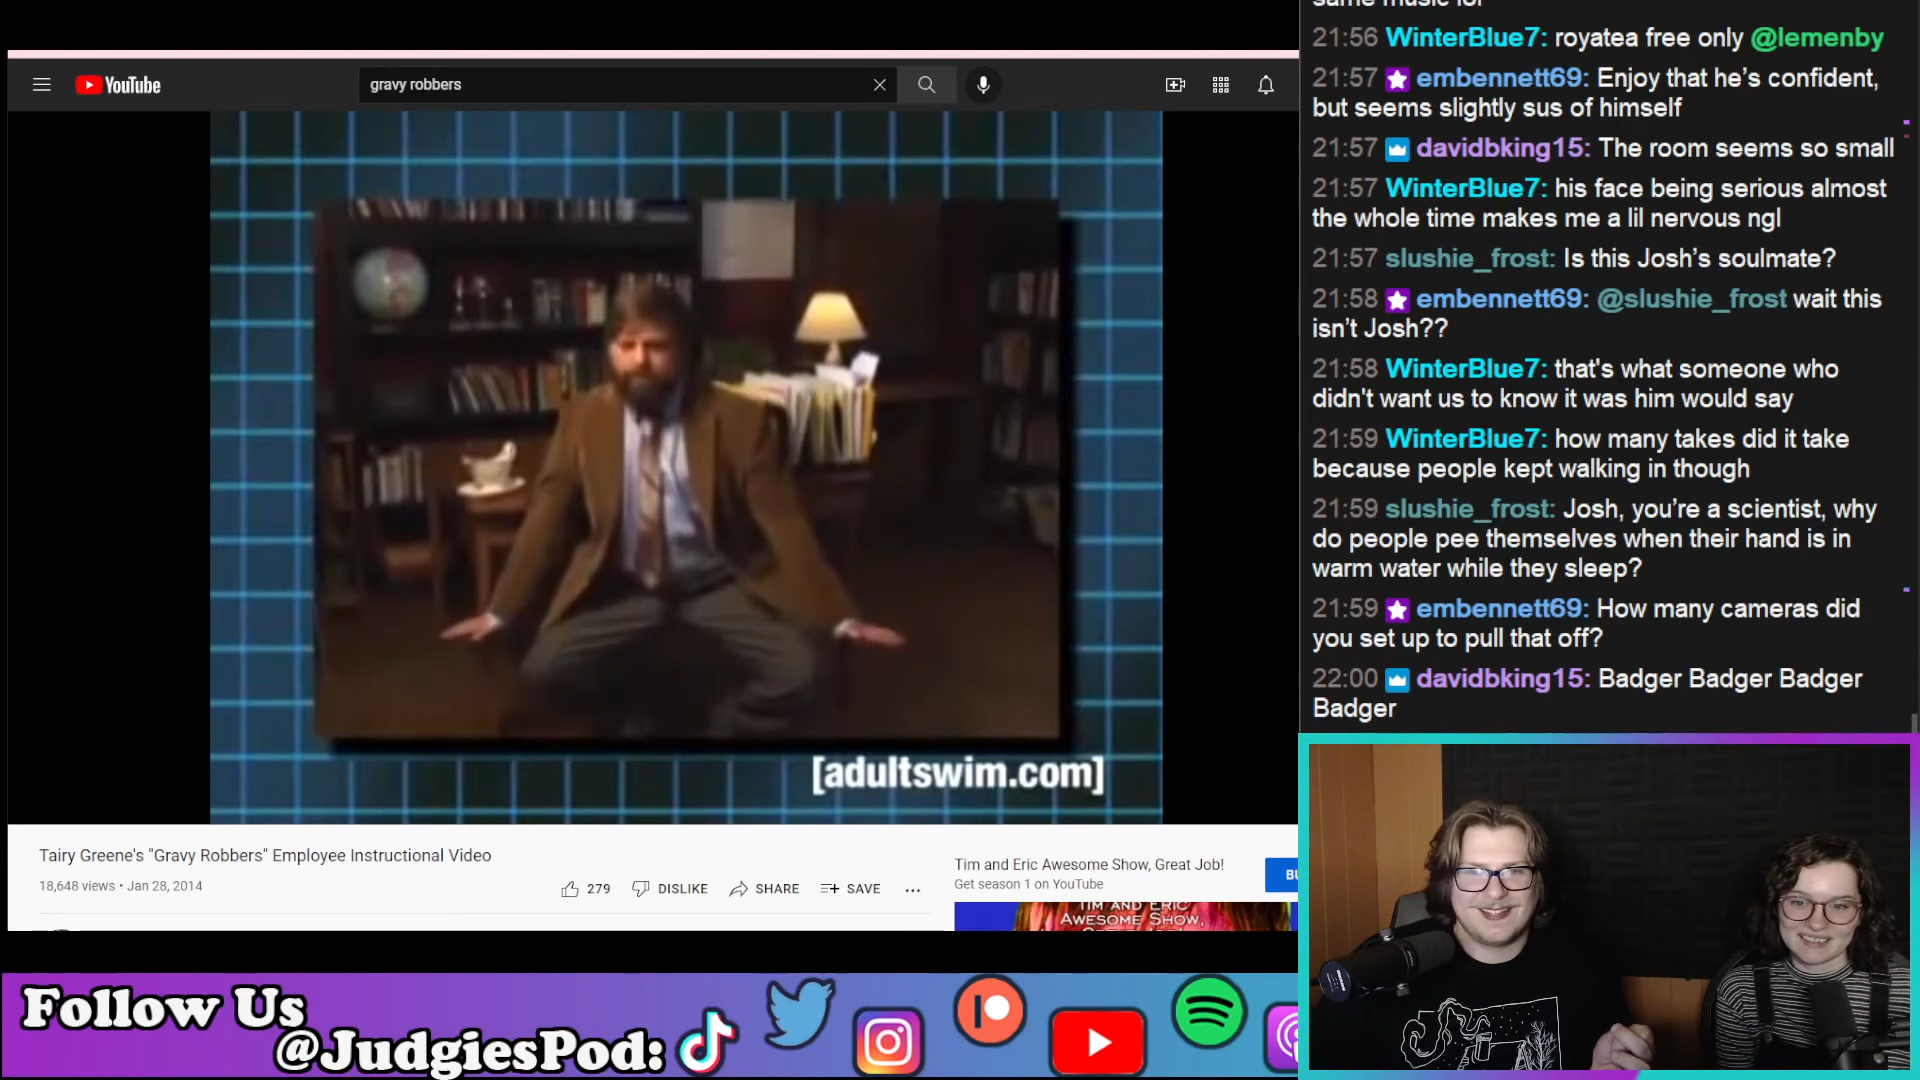 YouTube
gravy robbers
[adultswim.com]
Tairy Greene's "Gravy Robbers" Employee Instructional Video
18,648 views • Jan 28, 2014
279
DISLIKE
SHARE
SAVE
Tim and Eric Awesome Show, Great Job!
Get season 1 on YouTube
TIM AND ERIC
AWESOME SHOW,
same music for
21:56 WinterBlue7: royatea free only @lemenby
21:57 embennett69: Enjoy that he's confident,
but seems slightly sus of himself
21:57 davidbking15: The room seems so small
21:57 WinterBlue7: his face being serious almost
the whole time makes me a lil nervous ngl
21:57 slushie_frost: Is this Josh's soulmate?
21:58 embennett69: @slushie_frost wait this
isn't Josh??
21:58 WinterBlue7: that's what someone who
didn't want us to know it was him would say
21:59 WinterBlue7: how many takes did it take
because people kept walking in though
21:59 slushie_frost: Josh, you're a scientist, why
do people pee themselves when their hand is in
warm water while they sleep?
21:59 embennett69: How many cameras did
you set up to pull that off?
22:00 davidbking15: Badger Badger Badger
Badger
Follow Us
@JudgiesPod: